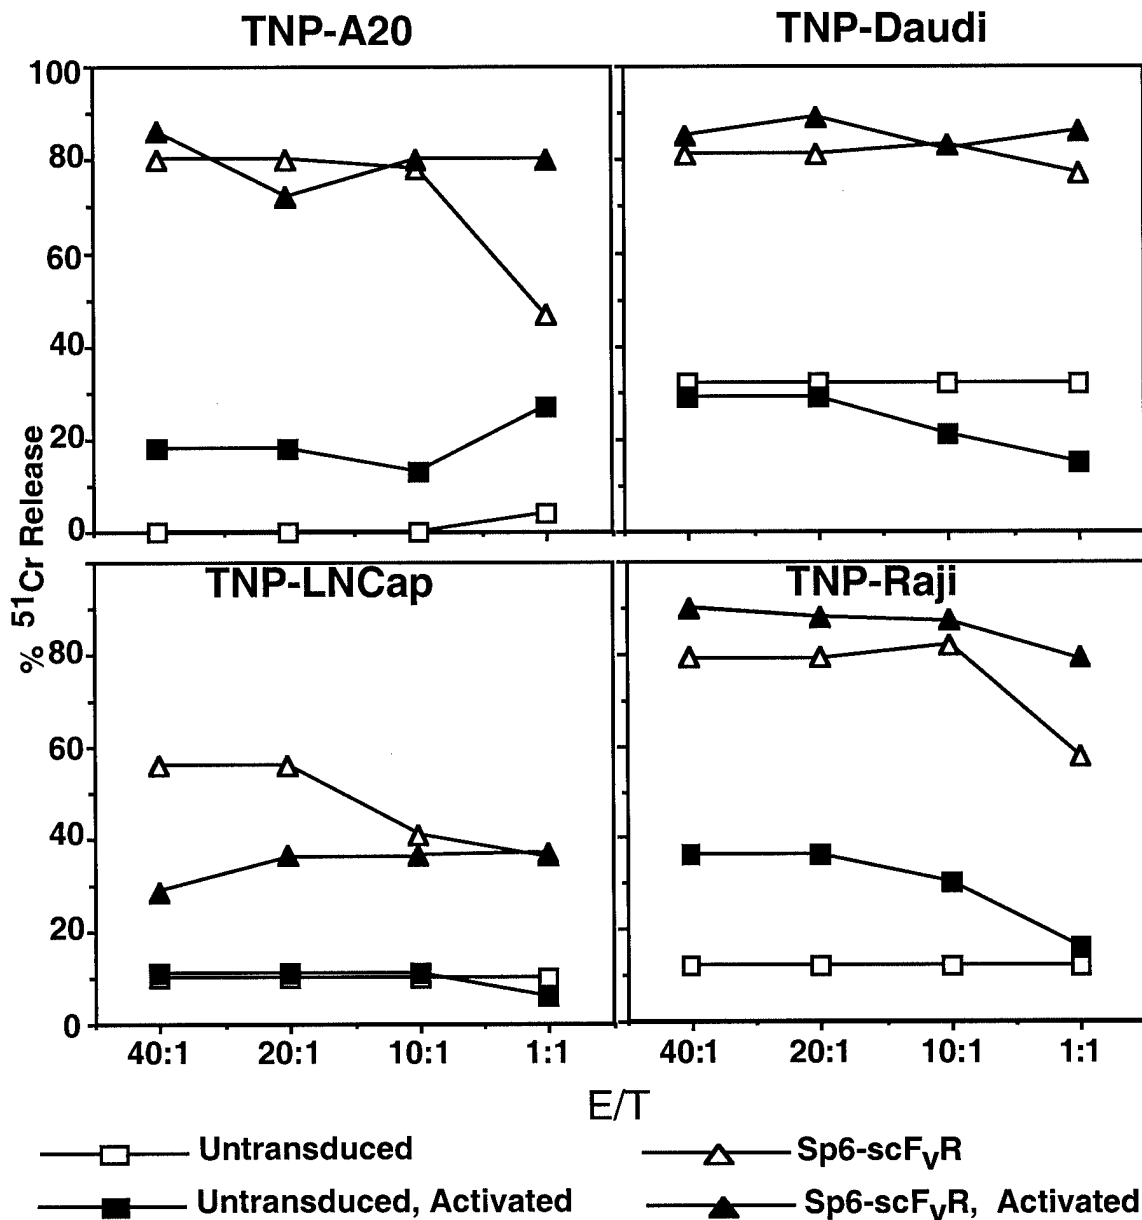 TNP-A20
TNP-Daudi
100
80
60
40
20
0
% 51Cr Release
TNP-LNCap
TNP-Raji
80
60
40
20
0
40:1 20:1 10:1 1:1
40:1 20:1 10:1 1:1
E/T
Untransduced
Sp6-scFVR
Untransduced, Activated
Sp6-scFVR, Activated